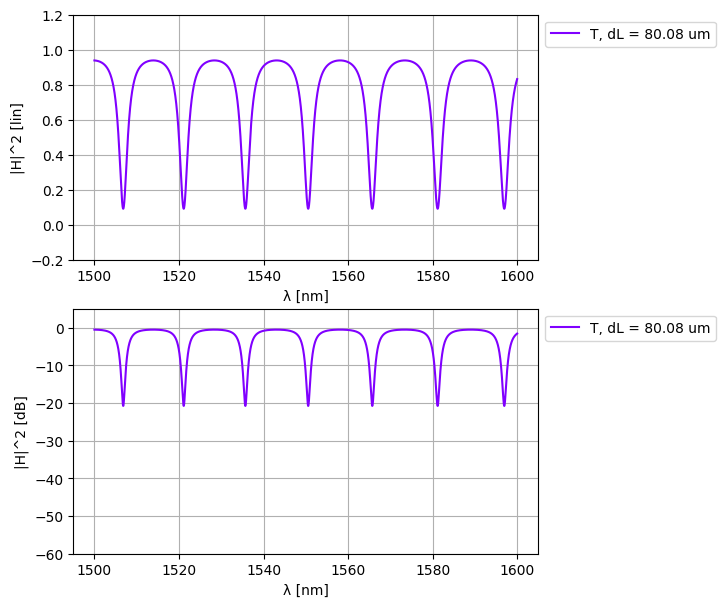 1.2
1.0
0.8
0.6
0.4
0.2
0.0
−0.2
|H|^2 [lin]
1500 1520 1540 1560 1580 1600
λ [nm]
T, dL = 80.08 um
0
−10
−20
−30
−40
−50
−60
|H|^2 [dB]
1500 1520 1540 1560 1580 1600
λ [nm]
T, dL = 80.08 um